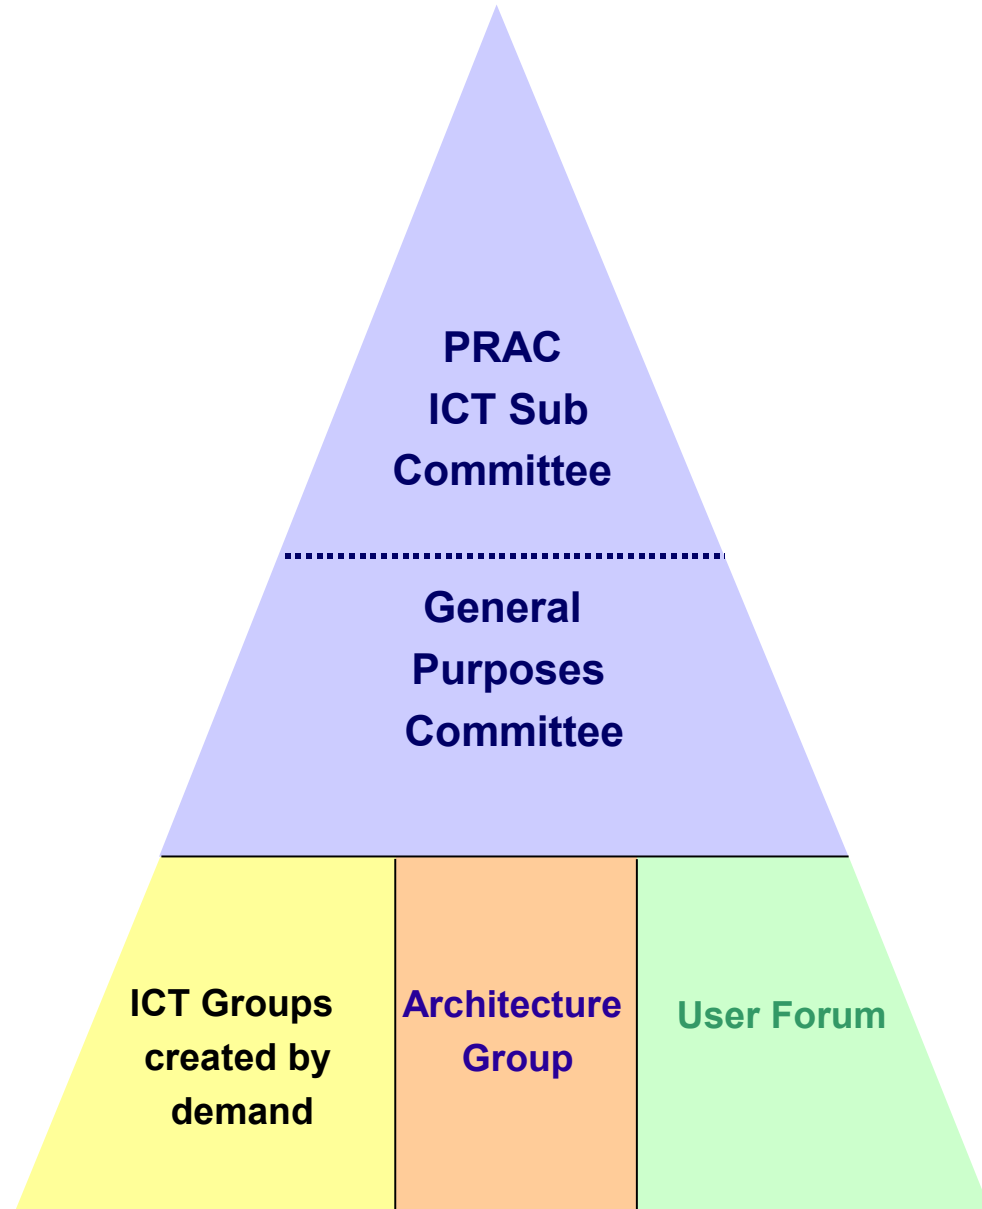 PRAC
ICT Sub
Committee
General
Purposes
Committee
ICT Groups
created by
demand
Architecture
Group
User Forum